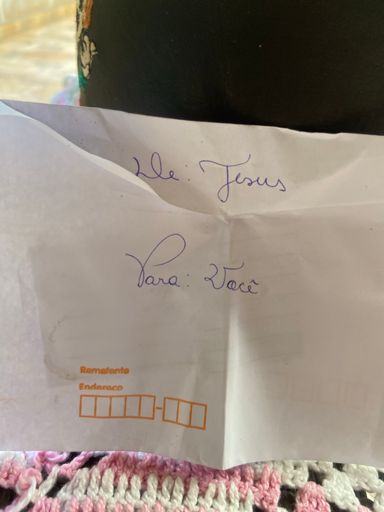 De: Jesus
Para: Você
Remetente
Endereço